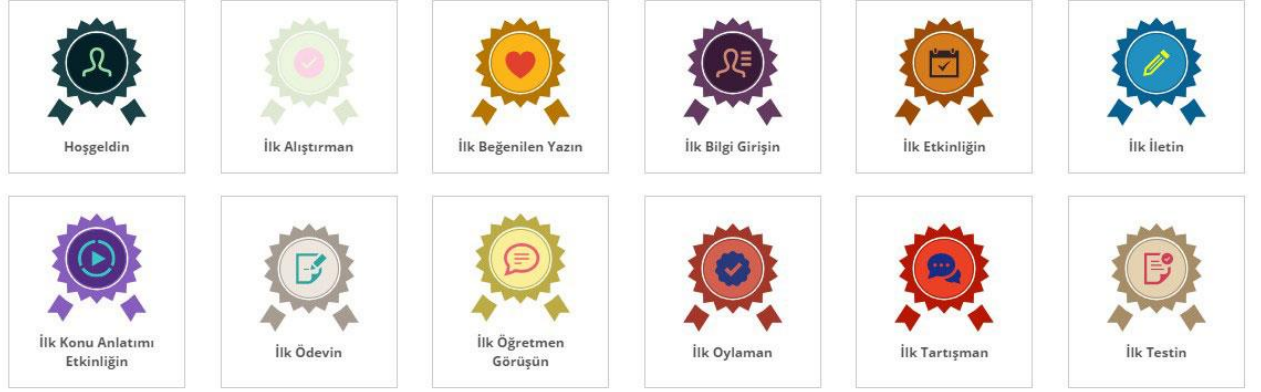 Hoşgeldin
İlk Alıştırman
İlk Beğenilen Yazın
İlk Bilgi Girişin
İlk Etkinliğin
İlk İletin
İlk Konu Anlatımı
Etkinliğin
İlk Ödevin
İlk Öğretmen
Görüşün
İlk Oylaman
İlk Tartışman
İlk Testin